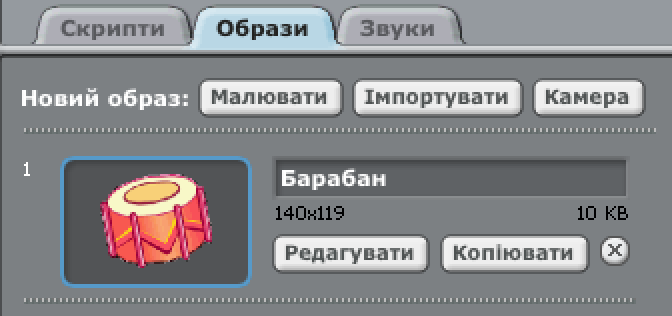 Скрипти Образи Звуки
Новий образ: Малювати Імпортувати Камера
1
Барабан
140x119 10 KB
Редагувати Копіювати